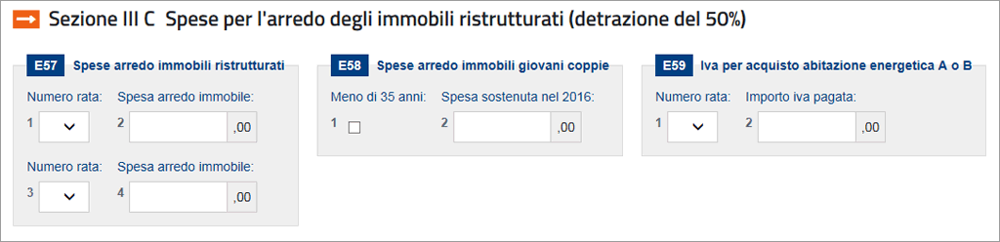 Sezione III C Spese per l'arredo degli immobili ristrutturati (detrazione del 50%)
E57 Spese arredo immobili ristrutturati
Numero rata: Spesa arredo immobile:
1 2 ,00
Numero rata: Spesa arredo immobile:
3 4 ,00
E58 Spese arredo immobili giovani coppie
Meno di 35 anni: Spesa sostenuta nel 2016:
1 2 ,00
E59 Iva per acquisto abitazione energetica A o B
Numero rata: Importo iva pagata:
1 2 ,00